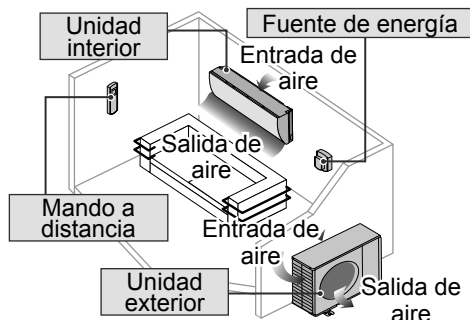 Unidad
interior
Fuente de energía
Entrada de
aire
Salida de
aire
Mando a
distancia
Entrada de
aire
Unidad
exterior
Salida de
aire